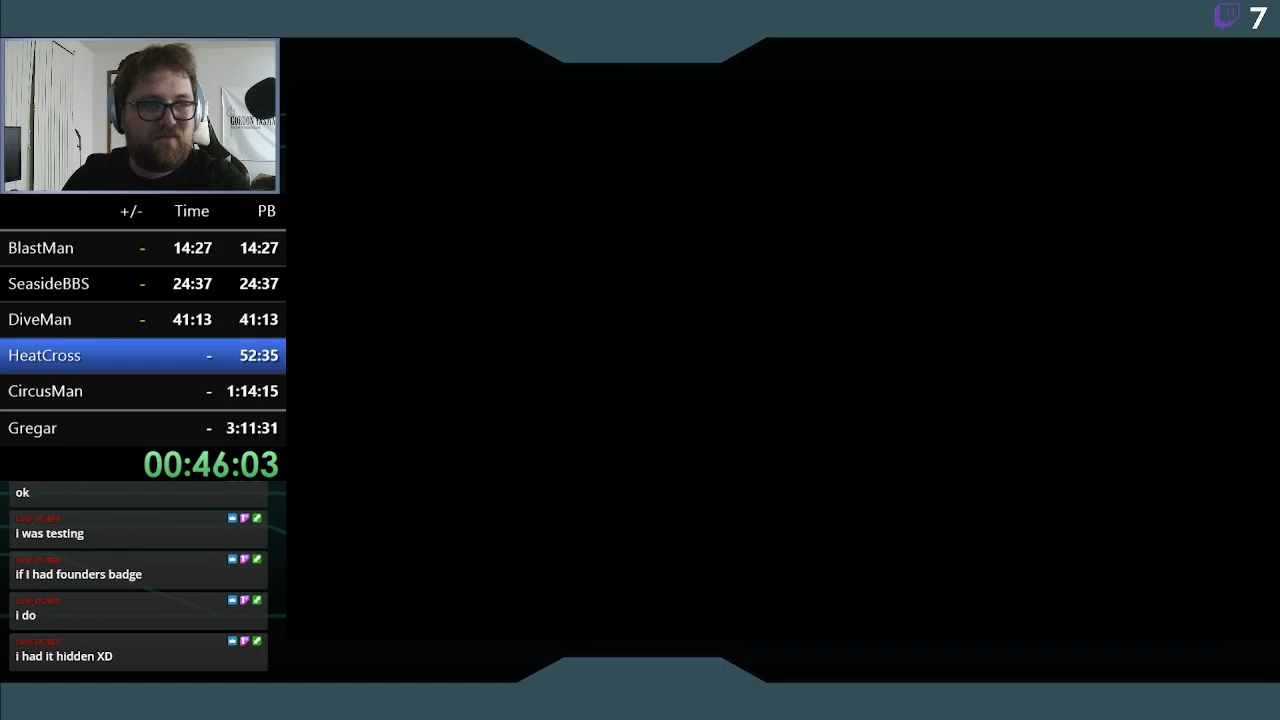 7
GORDON
+/- Time PB
BlastMan - 14:27 14:27
SeasideBBS - 24:37 24:37
DiveMan - 41:13 41:13
HeatCross - 52:35
CircusMan - 1:14:15
Gregar - 3:11:31
00:46:03
ok
I was testing
if I had founders badge
i do
i had it hidden XD